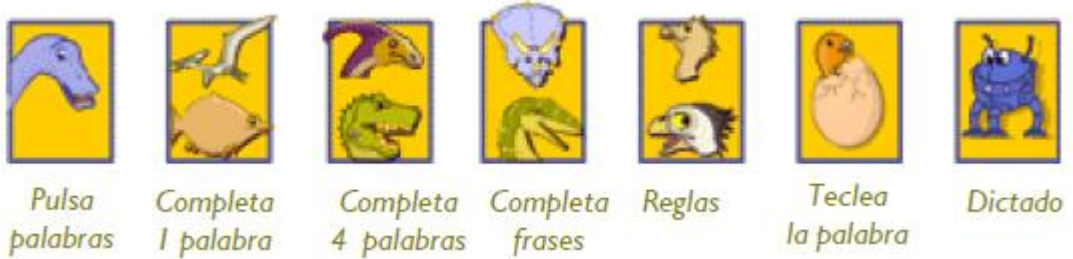 Pulsa
palabras
Completa
1 palabra
Completa
4 palabras
Completa
frases
Reglas
Teclea
la palabra
Dictado